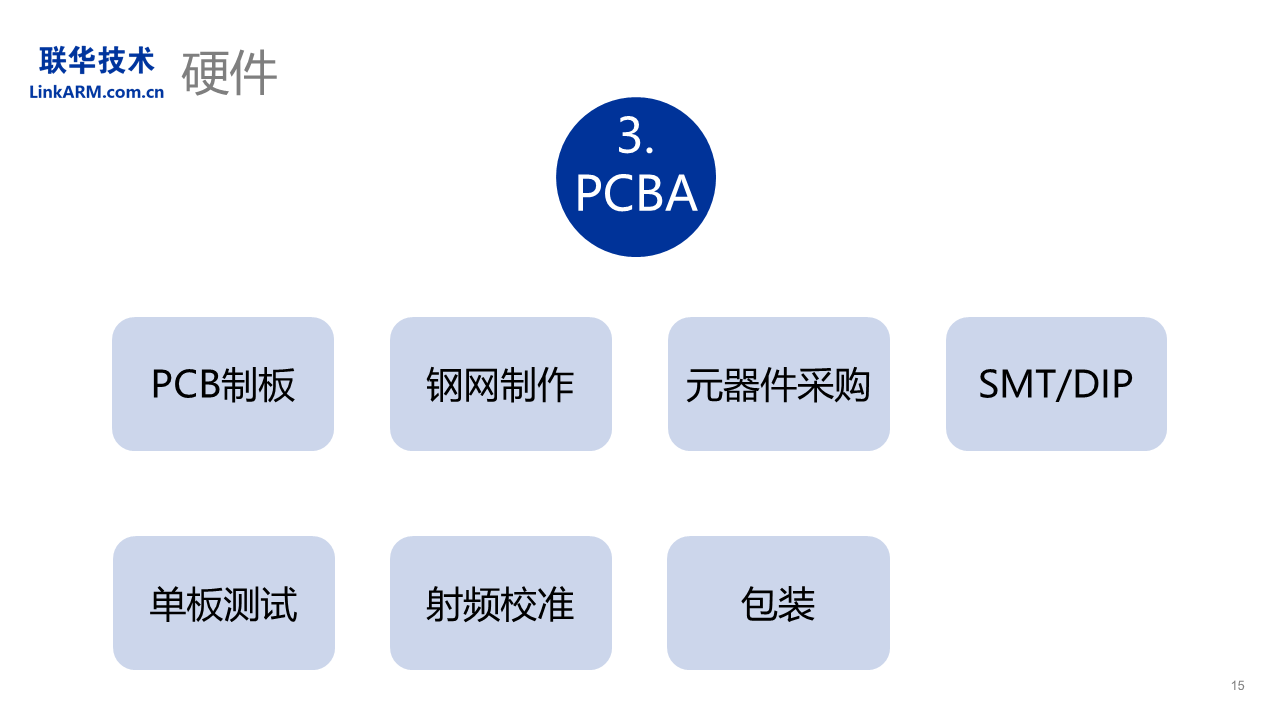 联华技术
LinkARM.com.cn
硬件
3.
PCBA
PCB制板
钢网制作
元器件采购
SMT/DIP
单板测试
射频校准
包装
15